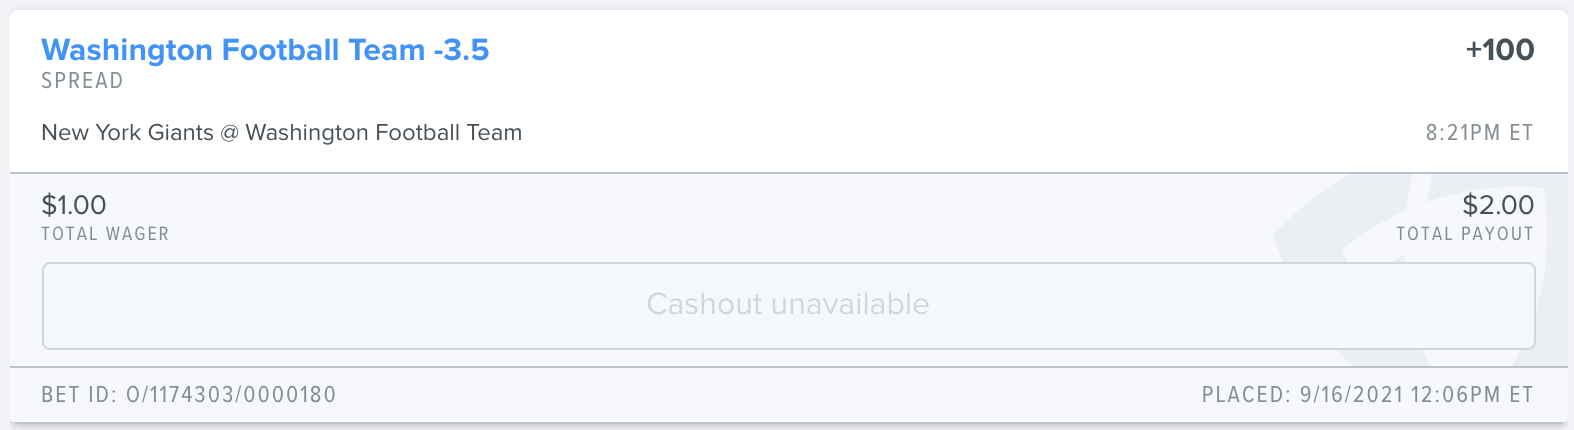 Washington Football Team -3.5 +100
SPREAD
New York Giants @ Washington Football Team 8:21PM ET
$1.00 $2.00
TOTAL WAGER TOTAL PAYOUT
Cashout unavailable
BET ID: O/1174303/0000180 PLACED: 9/16/2021 12:06PM ET